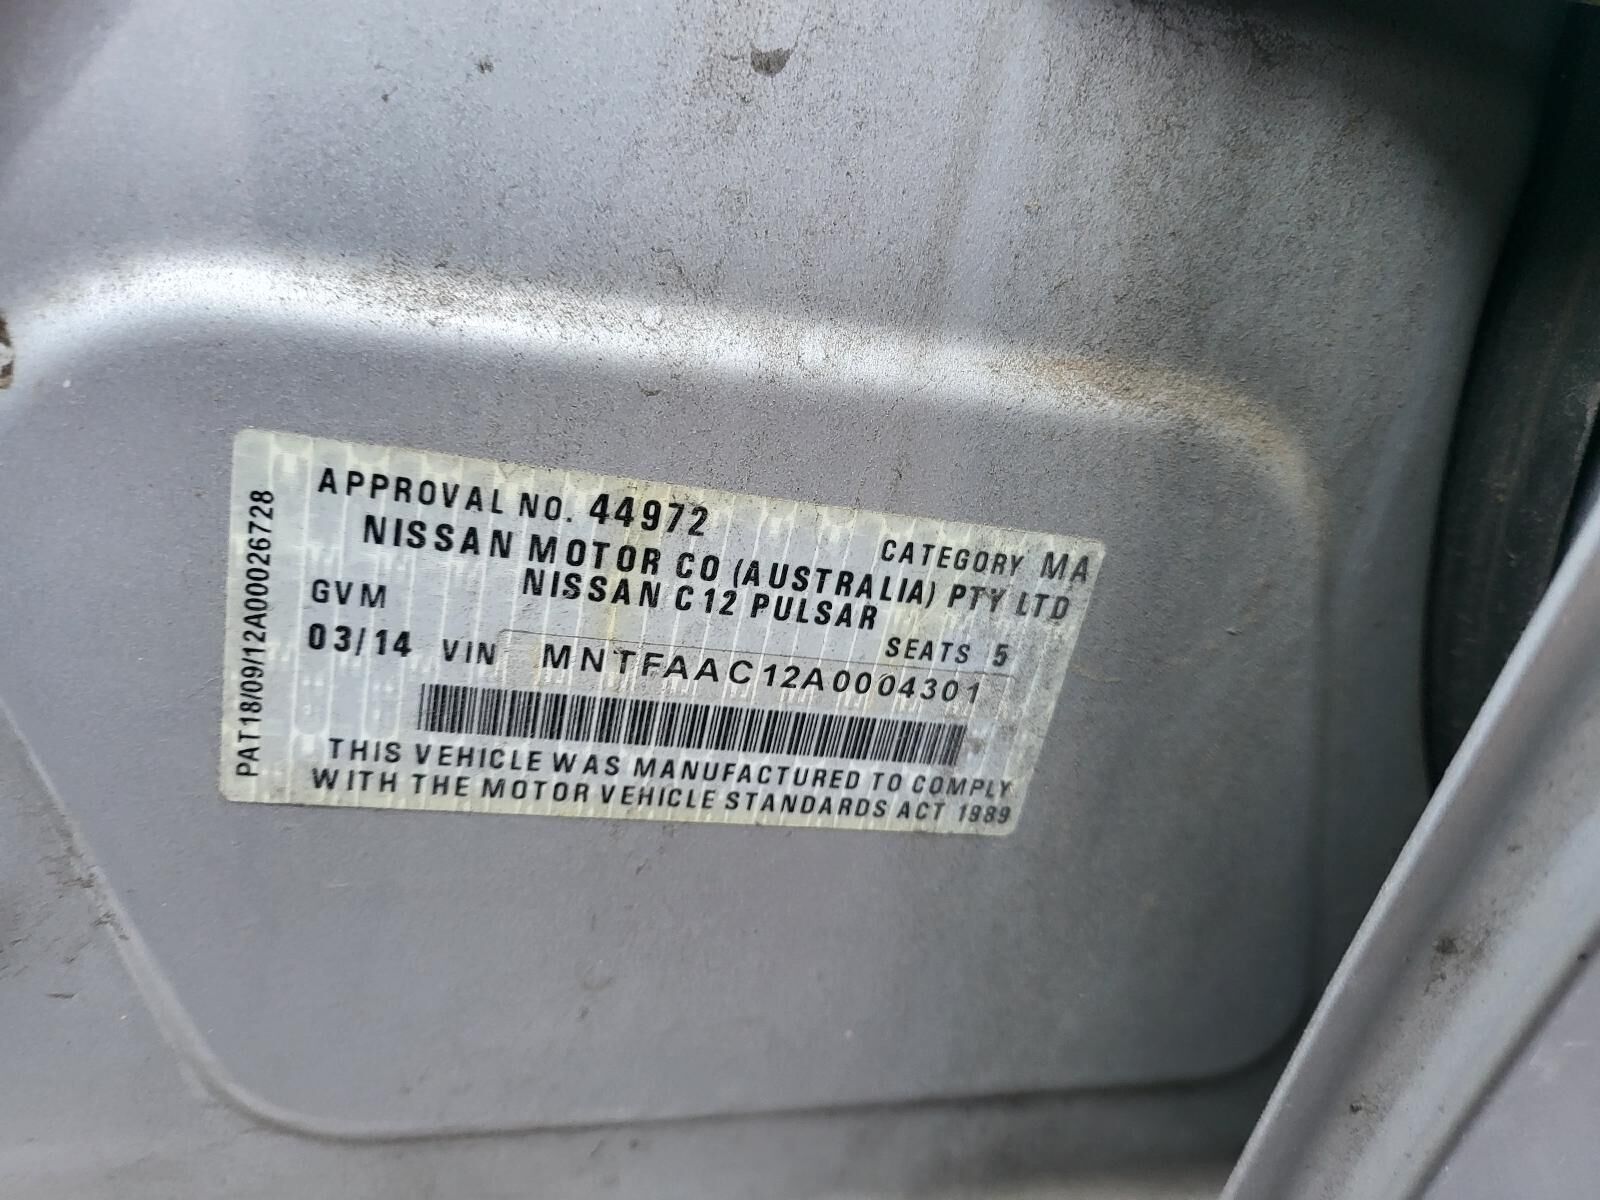 APPROVAL NO. 44972
CATEGORY MA
NISSAN MOTOR CO (AUSTRALIA) PTY LTD
NISSAN C12 PULSAR
GVM
SEATS 5
03/14 VIN MNTFAAC12A0004301
THIS VEHICLE WAS MANUFACTURED TO COMPLY
WITH THE MOTOR VEHICLE STANDARDS ACT 1989
PAT18/09/12A00026728